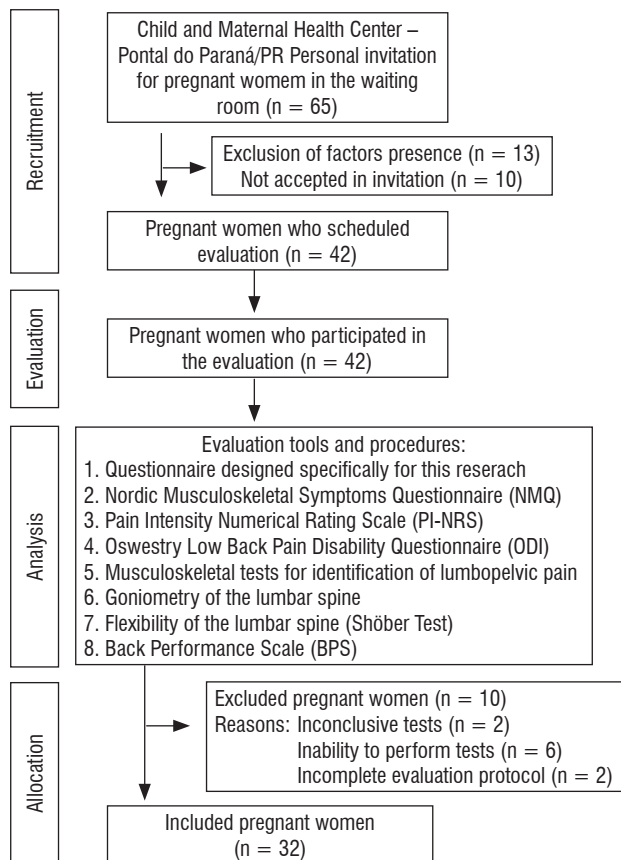 Recruitment
Child and Maternal Health Center –
Pontal do Paraná/PR Personal invitation
for pregnant womem in the waiting
room (n = 65)
Exclusion of factors presence (n = 13)
Not accepted in invitation (n = 10)
Pregnant women who scheduled
evaluation (n = 42)
Evaluation
Pregnant women who participated in
the evaluation (n = 42)
Analysis
Evaluation tools and procedures:
1. Questionnaire designed specifically for this reserach
2. Nordic Musculoskeletal Symptoms Questionnaire (NMQ)
3. Pain Intensity Numerical Rating Scale (PI-NRS)
4. Oswestry Low Back Pain Disability Questionnaire (ODI)
5. Musculoskeletal tests for identification of lumbopelvic pain
6. Goniometry of the lumbar spine
7. Flexibility of the lumbar spine (Shöber Test)
8. Back Performance Scale (BPS)
Allocation
Excluded pregnant women (n = 10)
Reasons: Inconclusive tests (n = 2)
Inability to perform tests (n = 6)
Incomplete evaluation protocol (n = 2)
Included pregnant women
(n = 32)